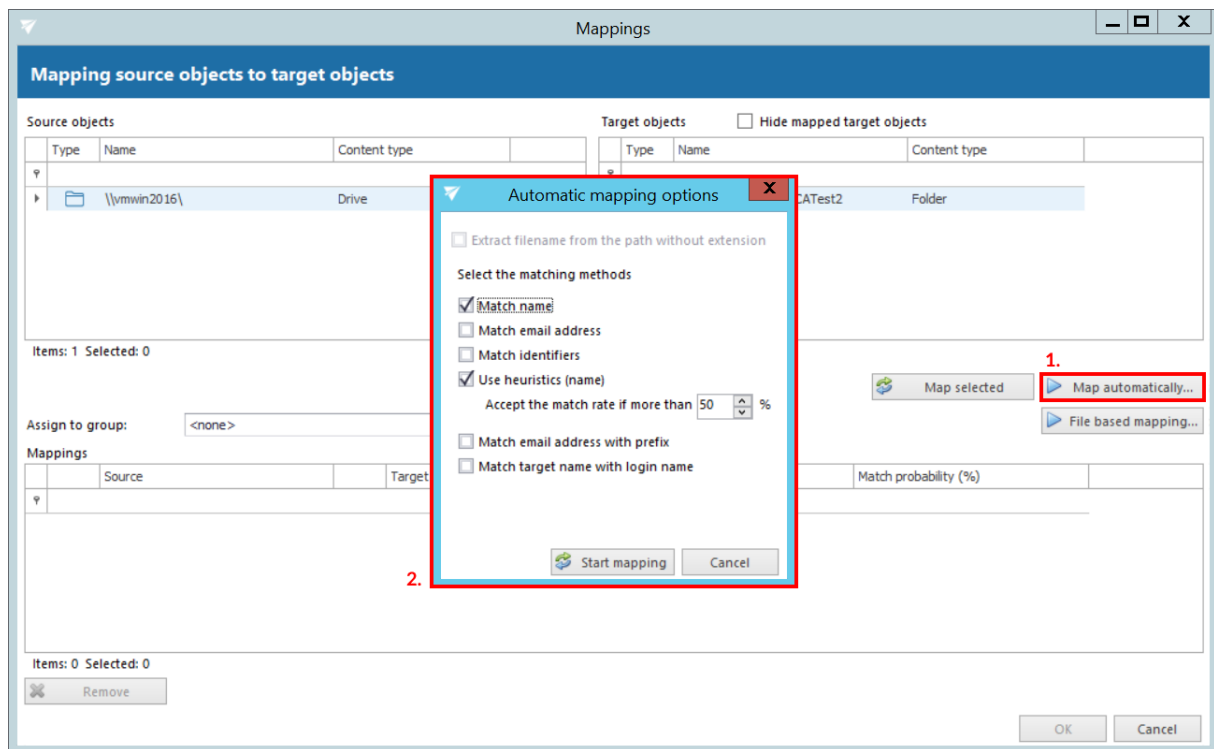 Mappings
Mapping source objects to target objects
Source objects
Target objects
Hide mapped target objects
Type Name Content type
Type Name Content type
\\vmwin2016\ Drive
CATest2 Folder
Items: 1 Selected: 0
1.
Map selected
Map automatically...
File based mapping...
Assign to group: <none>
Mappings
Source Target Match probability (%)
Items: 0 Selected: 0
Remove
OK Cancel
2.
Automatic mapping options
Extract filename from the path without extension
Select the matching methods
Match name
Match email address
Match identifiers
Use heuristics (name)
Accept the match rate if more than 50 %
Match email address with prefix
Match target name with login name
Start mapping Cancel